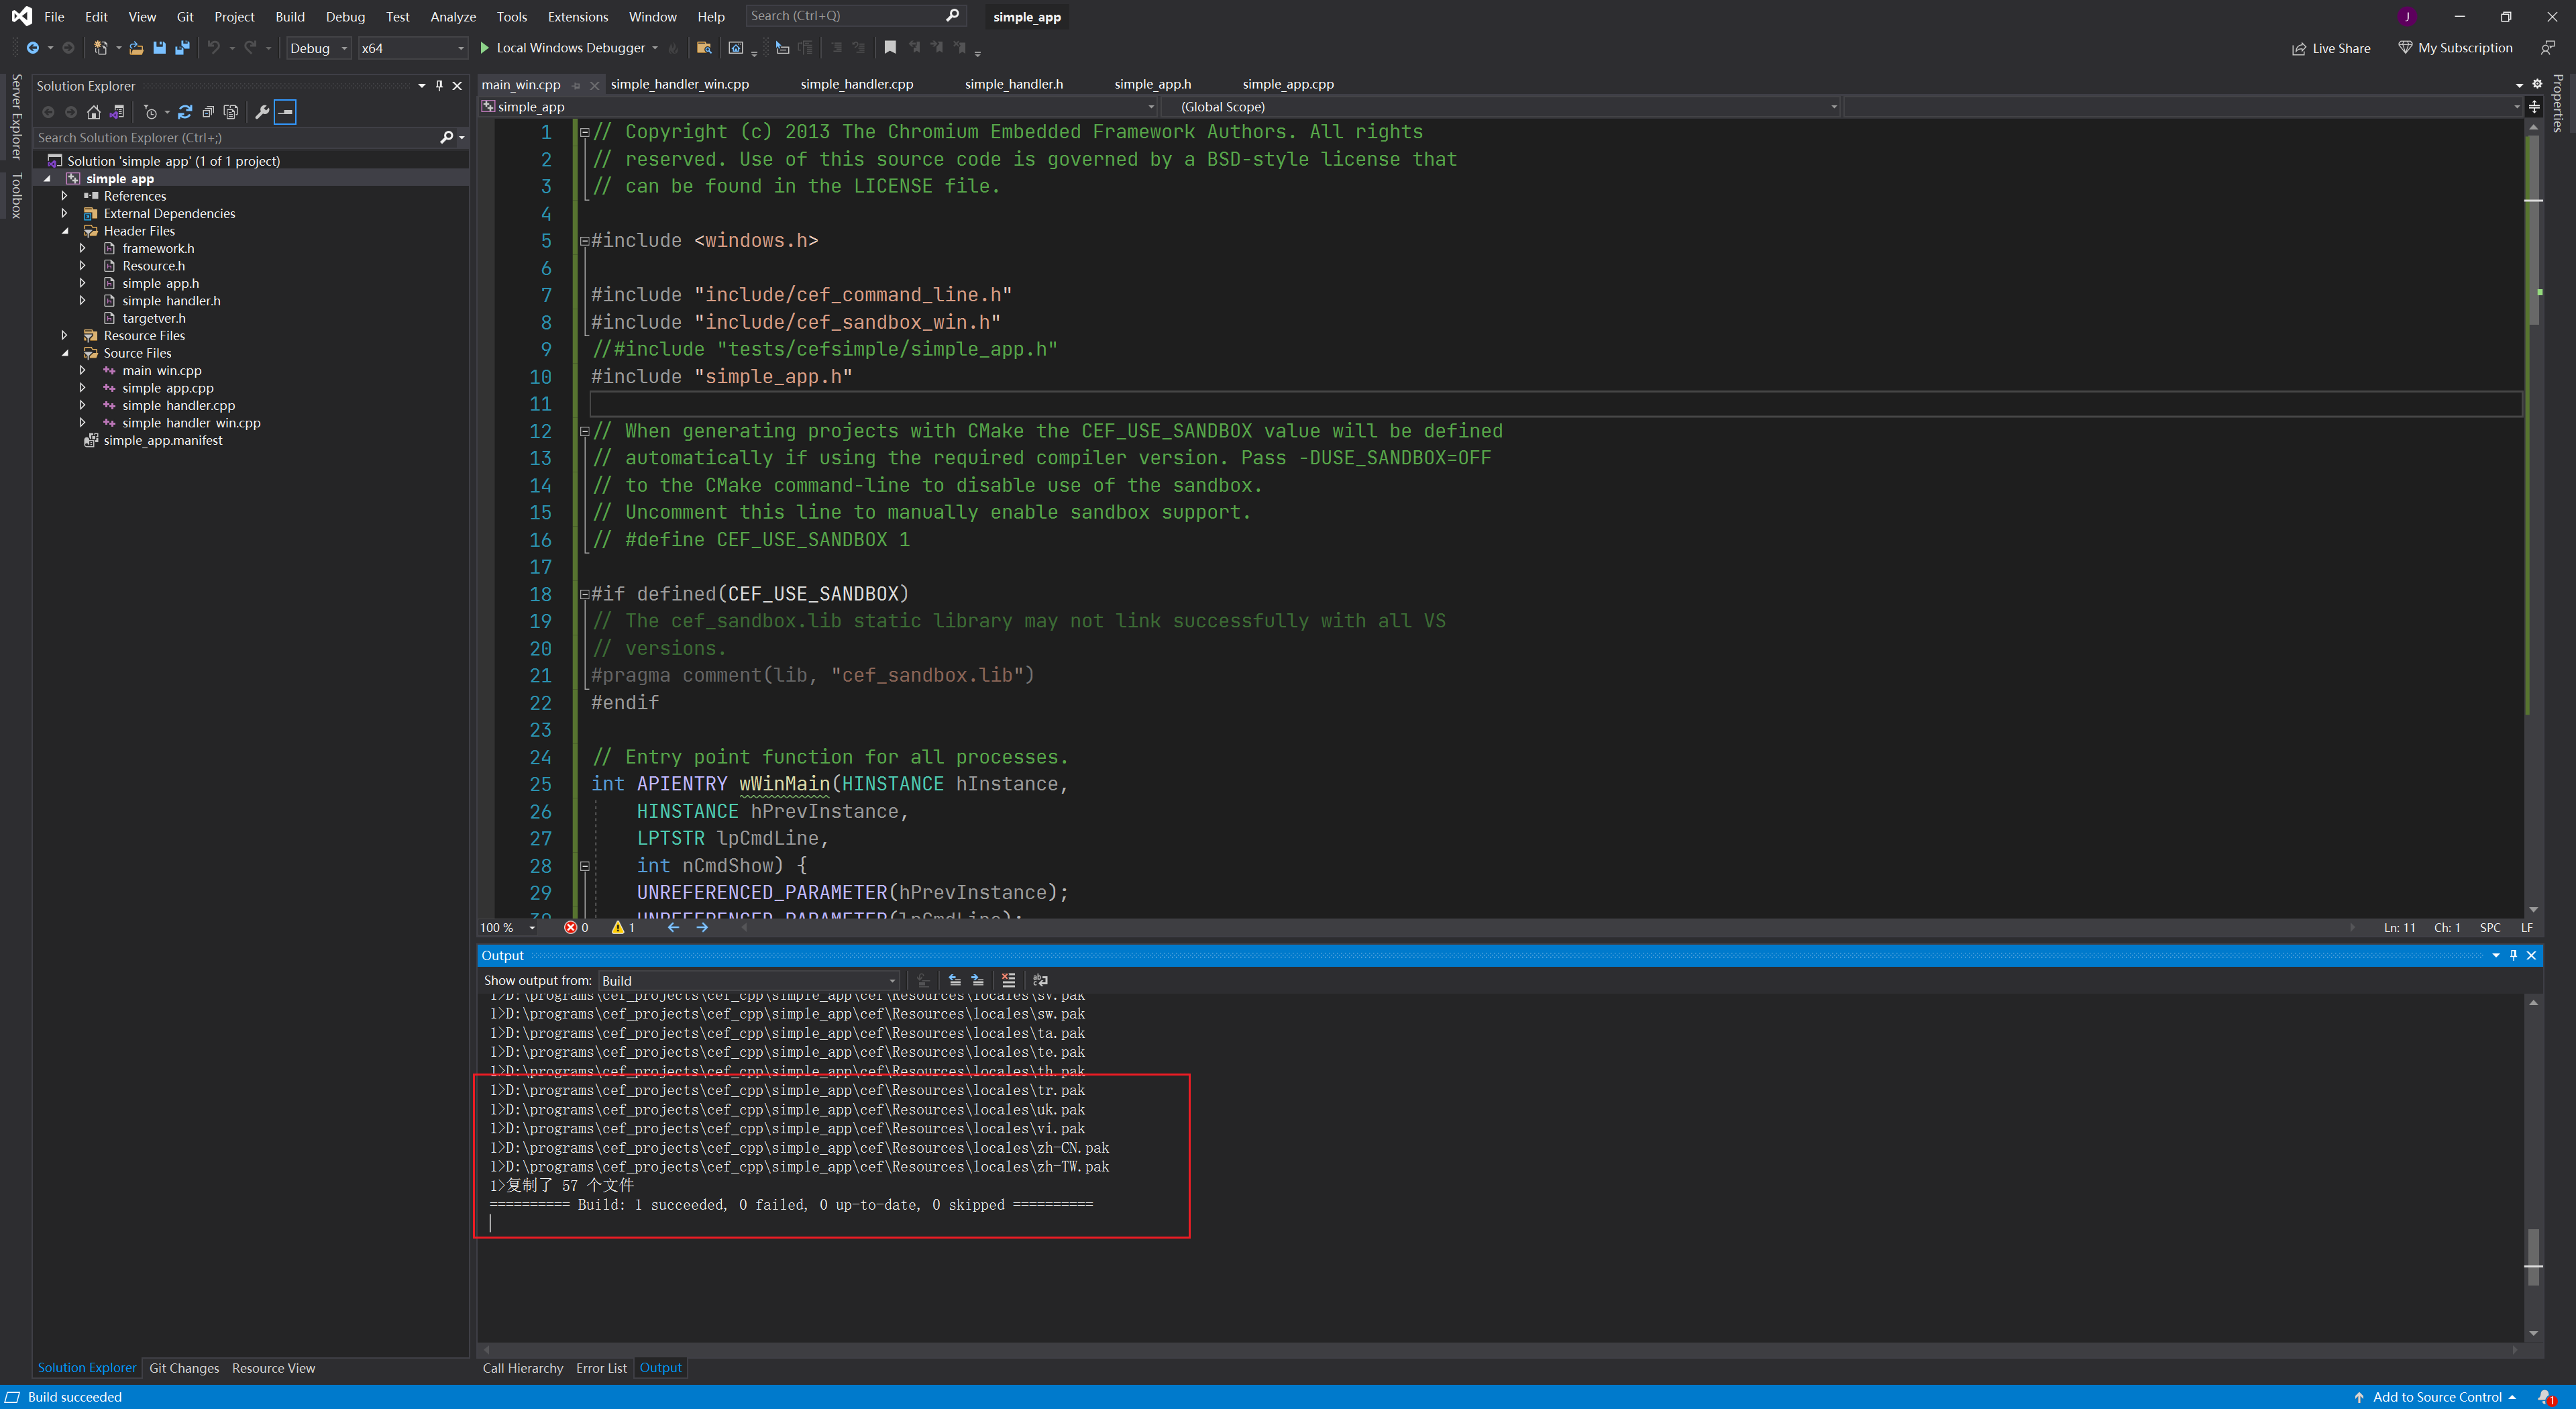 File Edit View Git Project Build Debug Test Analyze Tools Extensions Window Help Search (Ctrl+Q) simple_app J
Debug x64 Local Windows Debugger Live Share My Subscription
Server Explorer
Toolbox
Solution Explorer
Search Solution Explorer (Ctrl+;)
Solution 'simple_app' (1 of 1 project)
simple_app
References
External Dependencies
Header Files
framework.h
Resource.h
simple_app.h
simple_handler.h
targetver.h
Resource Files
Source Files
main_win.cpp
simple_app.cpp
simple_handler.cpp
simple_handler_win.cpp
simple_app.manifest
Solution Explorer Git Changes Resource View
main_win.cpp simple_handler_win.cpp simple_handler.cpp simple_handler.h simple_app.h simple_app.cpp
simple_app (Global Scope)
Properties
1 // Copyright (c) 2013 The Chromium Embedded Framework Authors. All rights
2 // reserved. Use of this source code is governed by a BSD-style license that
3 // can be found in the LICENSE file.
4
5 #include <windows.h>
6
7 #include "include/cef_command_line.h"
8 #include "include/cef_sandbox_win.h"
9 //#include "tests/cefsimple/simple_app.h"
10 #include "simple_app.h"
11
12 // When generating projects with CMake the CEF_USE_SANDBOX value will be defined
13 // automatically if using the required compiler version. Pass -DUSE_SANDBOX=OFF
14 // to the CMake command-line to disable use of the sandbox.
15 // Uncomment this line to manually enable sandbox support.
16 // #define CEF_USE_SANDBOX 1
17
18 #if defined(CEF_USE_SANDBOX)
19 // The cef_sandbox.lib static library may not link successfully with all VS
20 // versions.
21 #pragma comment(lib, "cef_sandbox.lib")
22 #endif
23
24 // Entry point function for all processes.
25 int APIENTRY wWinMain(HINSTANCE hInstance,
26 HINSTANCE hPrevInstance,
27 LPTSTR lpCmdLine,
28 int nCmdShow) {
29 UNREFERENCED_PARAMETER(hPrevInstance);
30 UNREFERENCED_PARAMETER(lpCmdLine);
100 % 0 1 Ln: 11 Ch: 1 SPC LF
Output
Show output from: Build
1>D:\programs\cef_projects\cef_cpp\simple_app\cef\Resources\locales\sv.pak
1>D:\programs\cef_projects\cef_cpp\simple_app\cef\Resources\locales\sw.pak
1>D:\programs\cef_projects\cef_cpp\simple_app\cef\Resources\locales\ta.pak
1>D:\programs\cef_projects\cef_cpp\simple_app\cef\Resources\locales\te.pak
1>D:\programs\cef_projects\cef_cpp\simple_app\cef\Resources\locales\th.pak
1>D:\programs\cef_projects\cef_cpp\simple_app\cef\Resources\locales\tr.pak
1>D:\programs\cef_projects\cef_cpp\simple_app\cef\Resources\locales\uk.pak
1>D:\programs\cef_projects\cef_cpp\simple_app\cef\Resources\locales\vi.pak
1>D:\programs\cef_projects\cef_cpp\simple_app\cef\Resources\locales\zh-CN.pak
1>D:\programs\cef_projects\cef_cpp\simple_app\cef\Resources\locales\zh-TW.pak
1>复制了 57 个文件
========== Build: 1 succeeded, 0 failed, 0 up-to-date, 0 skipped ==========
Call Hierarchy Error List Output
Build succeeded Add to Source Control 1